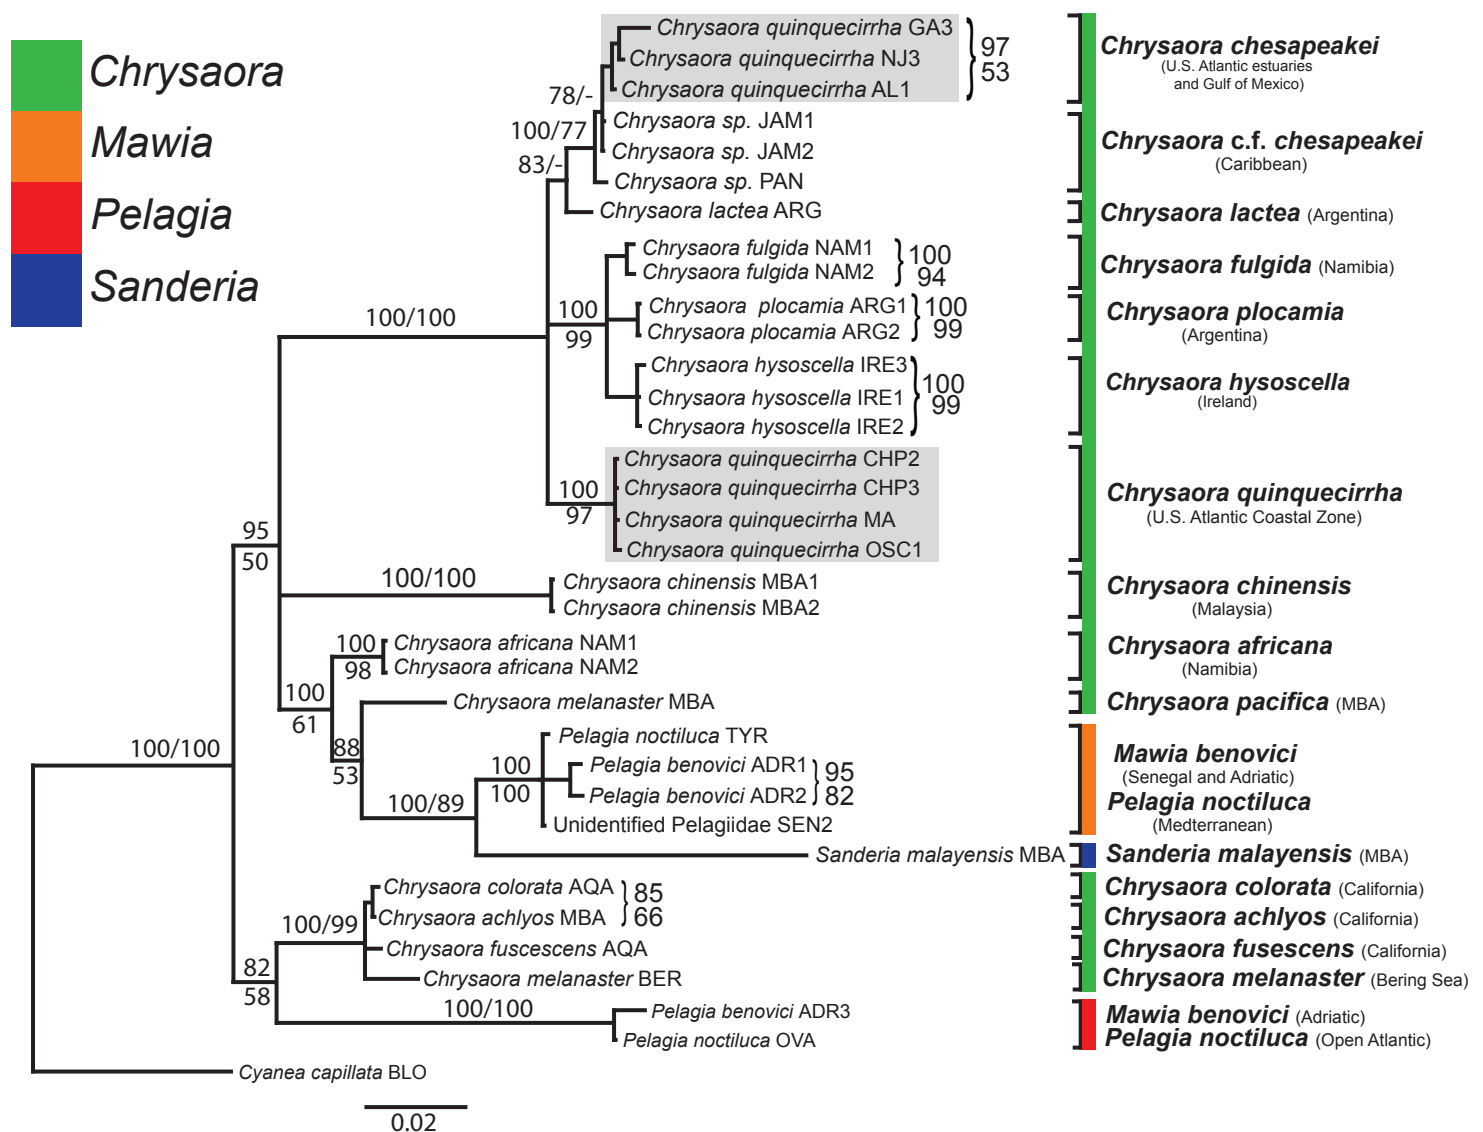 Chrysaora
Mawia
Pelagia
Sanderia
Chrysaora quinquecirrha GA3
Chrysaora quinquecirrha NJ3
Chrysaora quinquecirrha AL1
97
53
78/-
Chrysaora sp. JAM1
100/77
Chrysaora sp. JAM2
83/-
Chrysaora sp. PAN
Chrysaora lactea ARG
Chrysaora fulgida NAM1
Chrysaora fulgida NAM2
100
94
Chrysaora plocamia ARG1
Chrysaora plocamia ARG2
100
99
100
99
100/100
Chrysaora hysoscella IRE3
Chrysaora hysoscella IRE1
Chrysaora hysoscella IRE2
100
99
Chrysaora quinquecirrha CHP2
Chrysaora quinquecirrha CHP3
Chrysaora quinquecirrha MA
Chrysaora quinquecirrha OSC1
100
97
95
50
100/100
Chrysaora chinensis MBA1
Chrysaora chinensis MBA2
100
98
Chrysaora africana NAM1
Chrysaora africana NAM2
100
61
Chrysaora melanaster MBA
88
53
100/100
Pelagia noctiluca TYR
100
100
Pelagia benovici ADR1
Pelagia benovici ADR2
95
82
100/89
Unidentified Pelagiidae SEN2
Sanderia malayensis MBA
Chrysaora colorata AQA
Chrysaora achlyos MBA
85
66
100/99
Chrysaora fuscescens AQA
Chrysaora melanaster BER
82
58
100/100
Pelagia benovici ADR3
Pelagia noctiluca OVA
Cyanea capillata BLO
0.02
Chrysaora chesapeakei
(U.S. Atlantic estuaries
and Gulf of Mexico)
Chrysaora c.f. chesapeakei
(Caribbean)
Chrysaora lactea (Argentina)
Chrysaora fulgida (Namibia)
Chrysaora plocamia
(Argentina)
Chrysaora hysoscella
(Ireland)
Chrysaora quinquecirrha
(U.S. Atlantic Coastal Zone)
Chrysaora chinensis
(Malaysia)
Chrysaora africana
(Namibia)
Chrysaora pacifica (MBA)
Mawia benovici
(Senegal and Adriatic)
Pelagia noctiluca
(Medterranean)
Sanderia malayensis (MBA)
Chrysaora colorata (California)
Chrysaora achlyos (California)
Chrysaora fusescens (California)
Chrysaora melanaster (Bering Sea)
Mawia benovici (Adriatic)
Pelagia noctiluca (Open Atlantic)